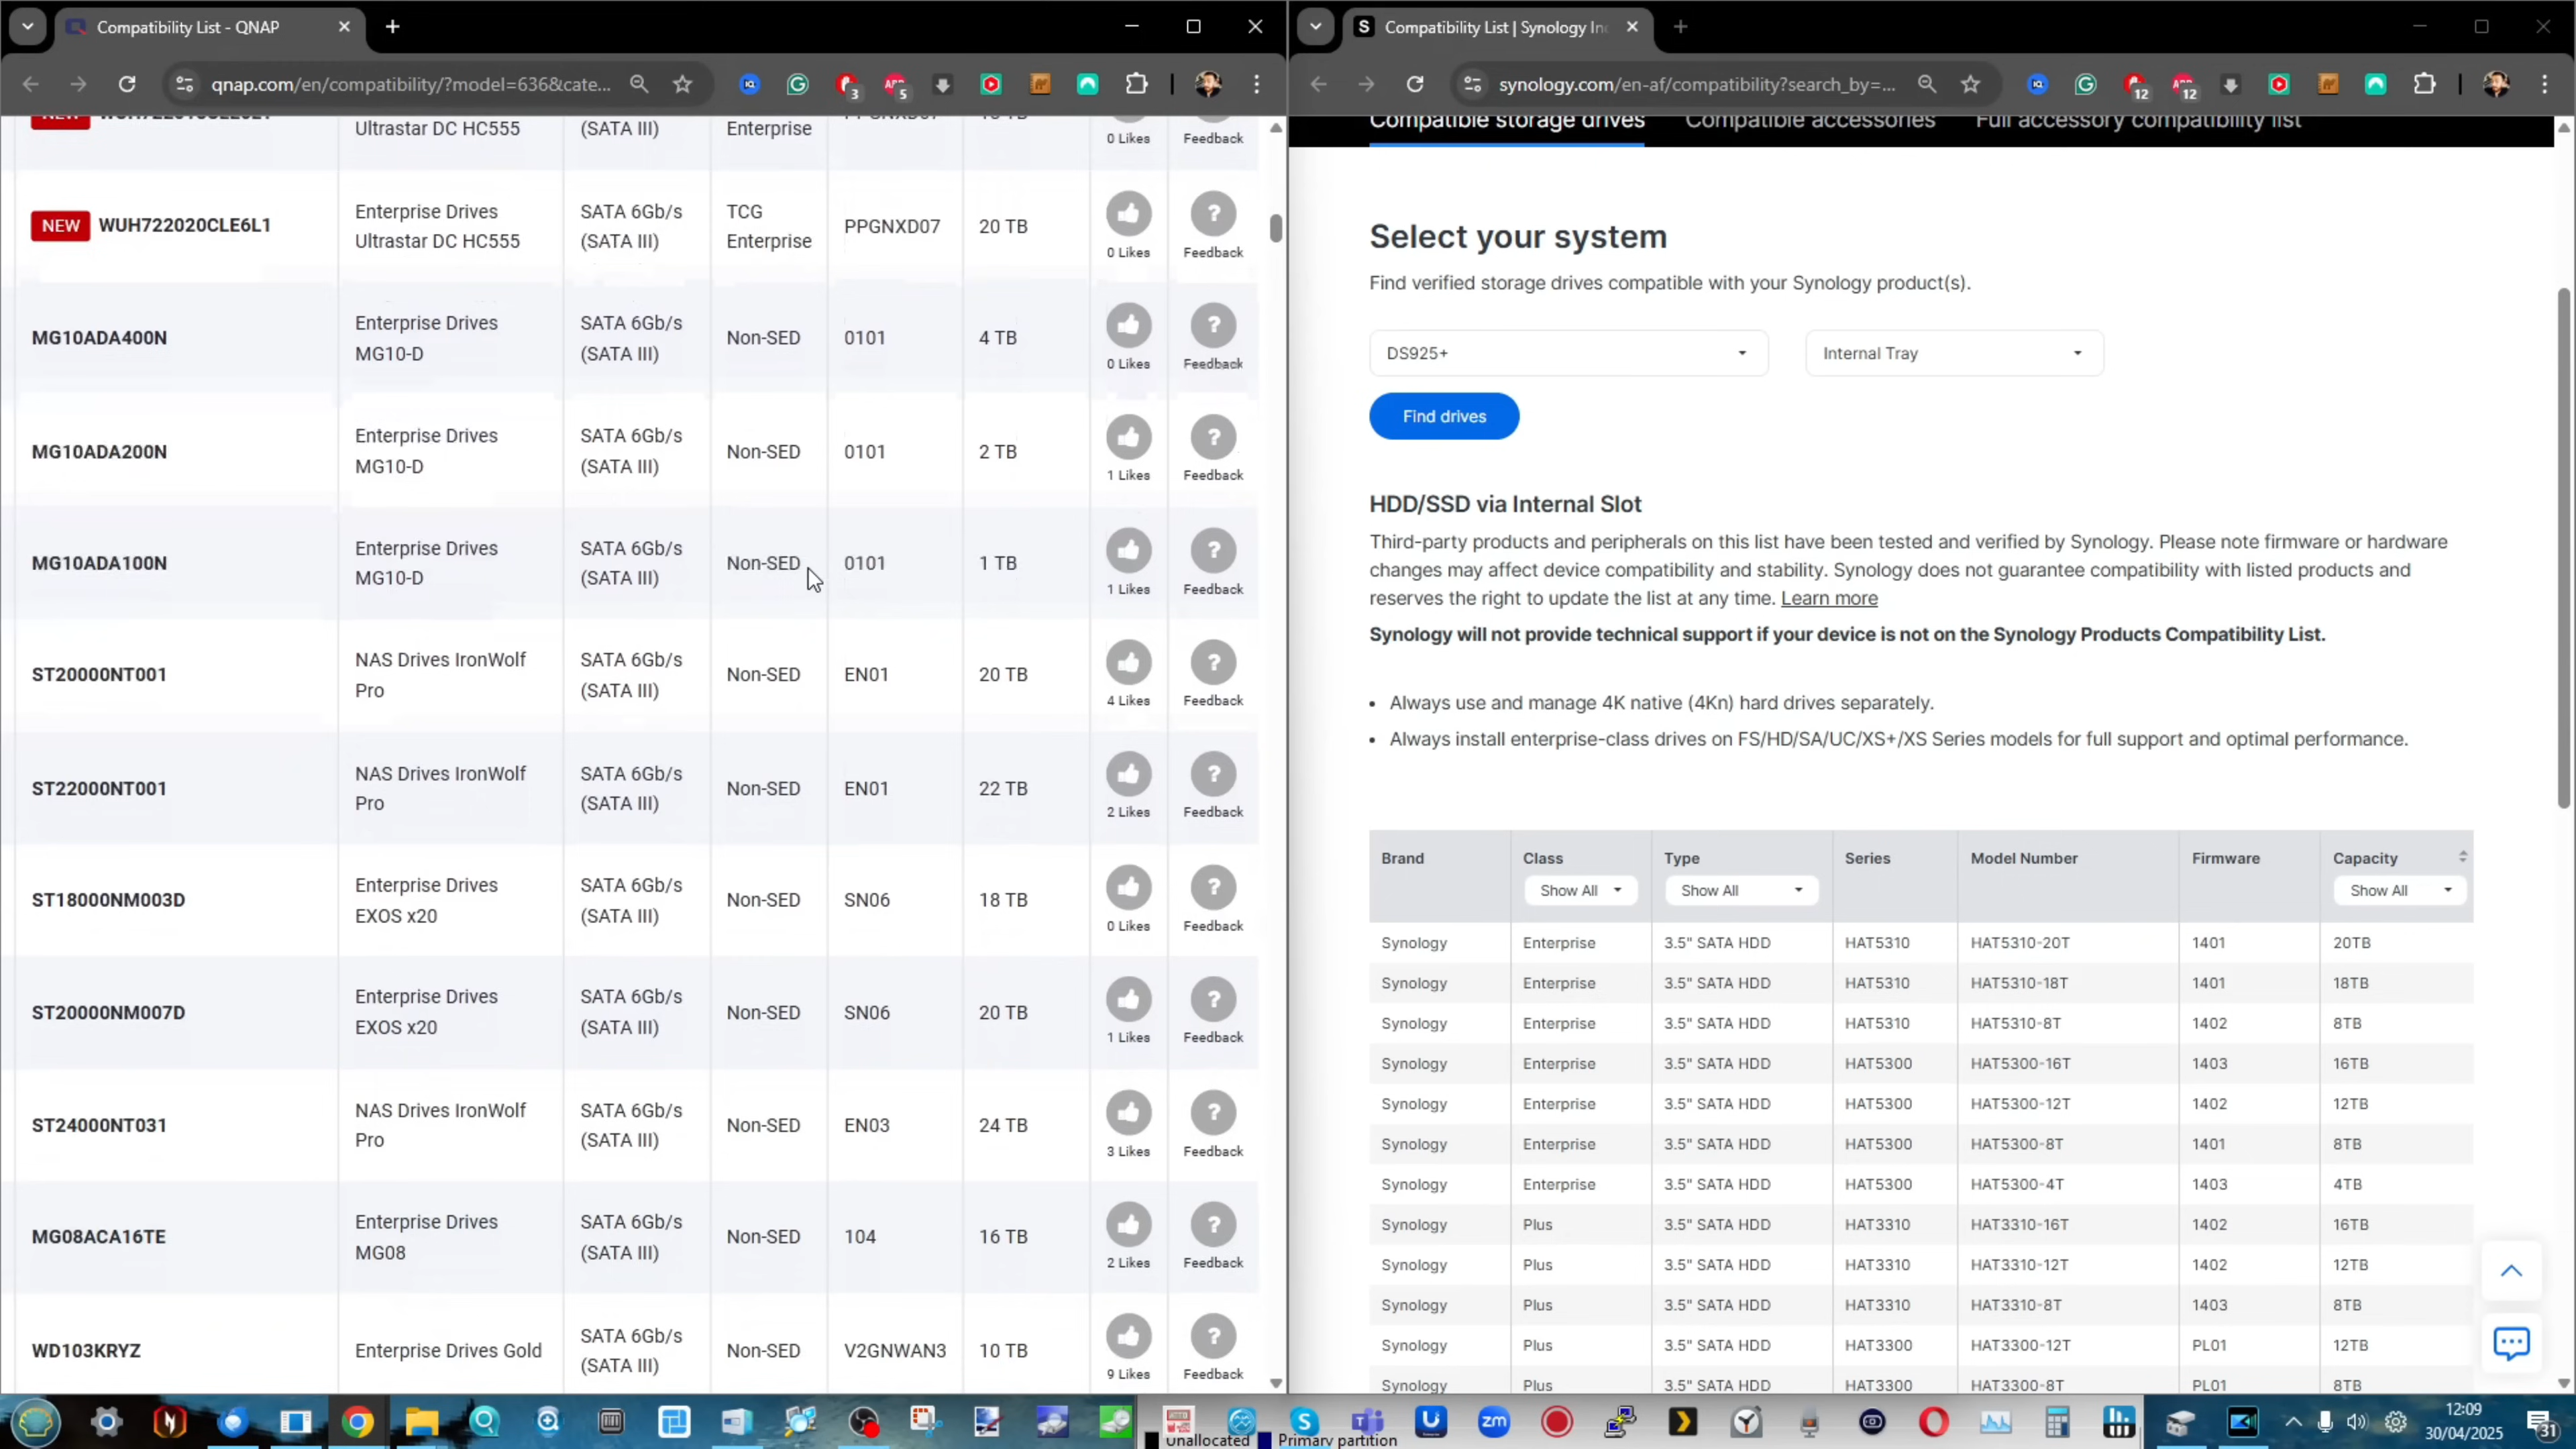 Compatibility List - QNAP
qnap.com/en/compatibility/?model=636&cate...
3
5
Ultrastar DC HC555
(SATA III)
Enterprise
0 Likes
Feedback
NEW WUH722020CLE6L1
Enterprise Drives
Ultrastar DC HC555
SATA 6Gb/s
(SATA III)
TCG
Enterprise
PPGNXD07
20 TB
0 Likes
Feedback
MG10ADA400N
Enterprise Drives
MG10-D
SATA 6Gb/s
(SATA III)
Non-SED
0101
4 TB
0 Likes
Feedback
MG10ADA200N
Enterprise Drives
MG10-D
SATA 6Gb/s
(SATA III)
Non-SED
0101
2 TB
1 Likes
Feedback
MG10ADA100N
Enterprise Drives
MG10-D
SATA 6Gb/s
(SATA III)
Non-SED
0101
1 TB
1 Likes
Feedback
ST20000NT001
NAS Drives IronWolf
Pro
SATA 6Gb/s
(SATA III)
Non-SED
EN01
20 TB
4 Likes
Feedback
ST22000NT001
NAS Drives IronWolf
Pro
SATA 6Gb/s
(SATA III)
Non-SED
EN01
22 TB
2 Likes
Feedback
ST18000NM003D
Enterprise Drives
EXOS x20
SATA 6Gb/s
(SATA III)
Non-SED
SN06
18 TB
0 Likes
Feedback
ST20000NM007D
Enterprise Drives
EXOS x20
SATA 6Gb/s
(SATA III)
Non-SED
SN06
20 TB
1 Likes
Feedback
ST24000NT031
NAS Drives IronWolf
Pro
SATA 6Gb/s
(SATA III)
Non-SED
EN03
24 TB
3 Likes
Feedback
MG08ACA16TE
Enterprise Drives
MG08
SATA 6Gb/s
(SATA III)
Non-SED
104
16 TB
2 Likes
Feedback
WD103KRYZ
Enterprise Drives Gold
SATA 6Gb/s
(SATA III)
Non-SED
V2GNWAN3
10 TB
9 Likes
Feedback
Compatibility List | Synology In
synology.com/en-af/compatibility?search_by=...
12
12
Compatible storage drives Compatible accessories Full accessory compatibility list
Select your system
Find verified storage drives compatible with your Synology product(s).
DS925+ Internal Tray
Find drives
HDD/SSD via Internal Slot
Third-party products and peripherals on this list have been tested and verified by Synology. Please note firmware or hardware
changes may affect device compatibility and stability. Synology does not guarantee compatibility with listed products and
reserves the right to update the list at any time. Learn more
Synology will not provide technical support if your device is not on the Synology Products Compatibility List.
• Always use and manage 4K native (4Kn) hard drives separately.
• Always install enterprise-class drives on FS/HD/SA/UC/XS+/XS Series models for full support and optimal performance.
Brand Class Type Series Model Number Firmware Capacity
Show All Show All Show All
Synology Enterprise 3.5" SATA HDD HAT5310 HAT5310-20T 1401 20TB
Synology Enterprise 3.5" SATA HDD HAT5310 HAT5310-18T 1401 18TB
Synology Enterprise 3.5" SATA HDD HAT5310 HAT5310-8T 1402 8TB
Synology Enterprise 3.5" SATA HDD HAT5300 HAT5300-16T 1403 16TB
Synology Enterprise 3.5" SATA HDD HAT5300 HAT5300-12T 1402 12TB
Synology Enterprise 3.5" SATA HDD HAT5300 HAT5300-8T 1401 8TB
Synology Enterprise 3.5" SATA HDD HAT5300 HAT5300-4T 1403 4TB
Synology Plus 3.5" SATA HDD HAT3310 HAT3310-16T 1402 16TB
Synology Plus 3.5" SATA HDD HAT3310 HAT3310-12T 1402 12TB
Synology Plus 3.5" SATA HDD HAT3310 HAT3310-8T 1403 8TB
Synology Plus 3.5" SATA HDD HAT3300 HAT3300-12T PL01 12TB
Synology Plus 3.5" SATA HDD HAT3300 HAT3300-8T PL01 8TB
Unallocated Primary partition
zm
12:09
30/04/2025
31